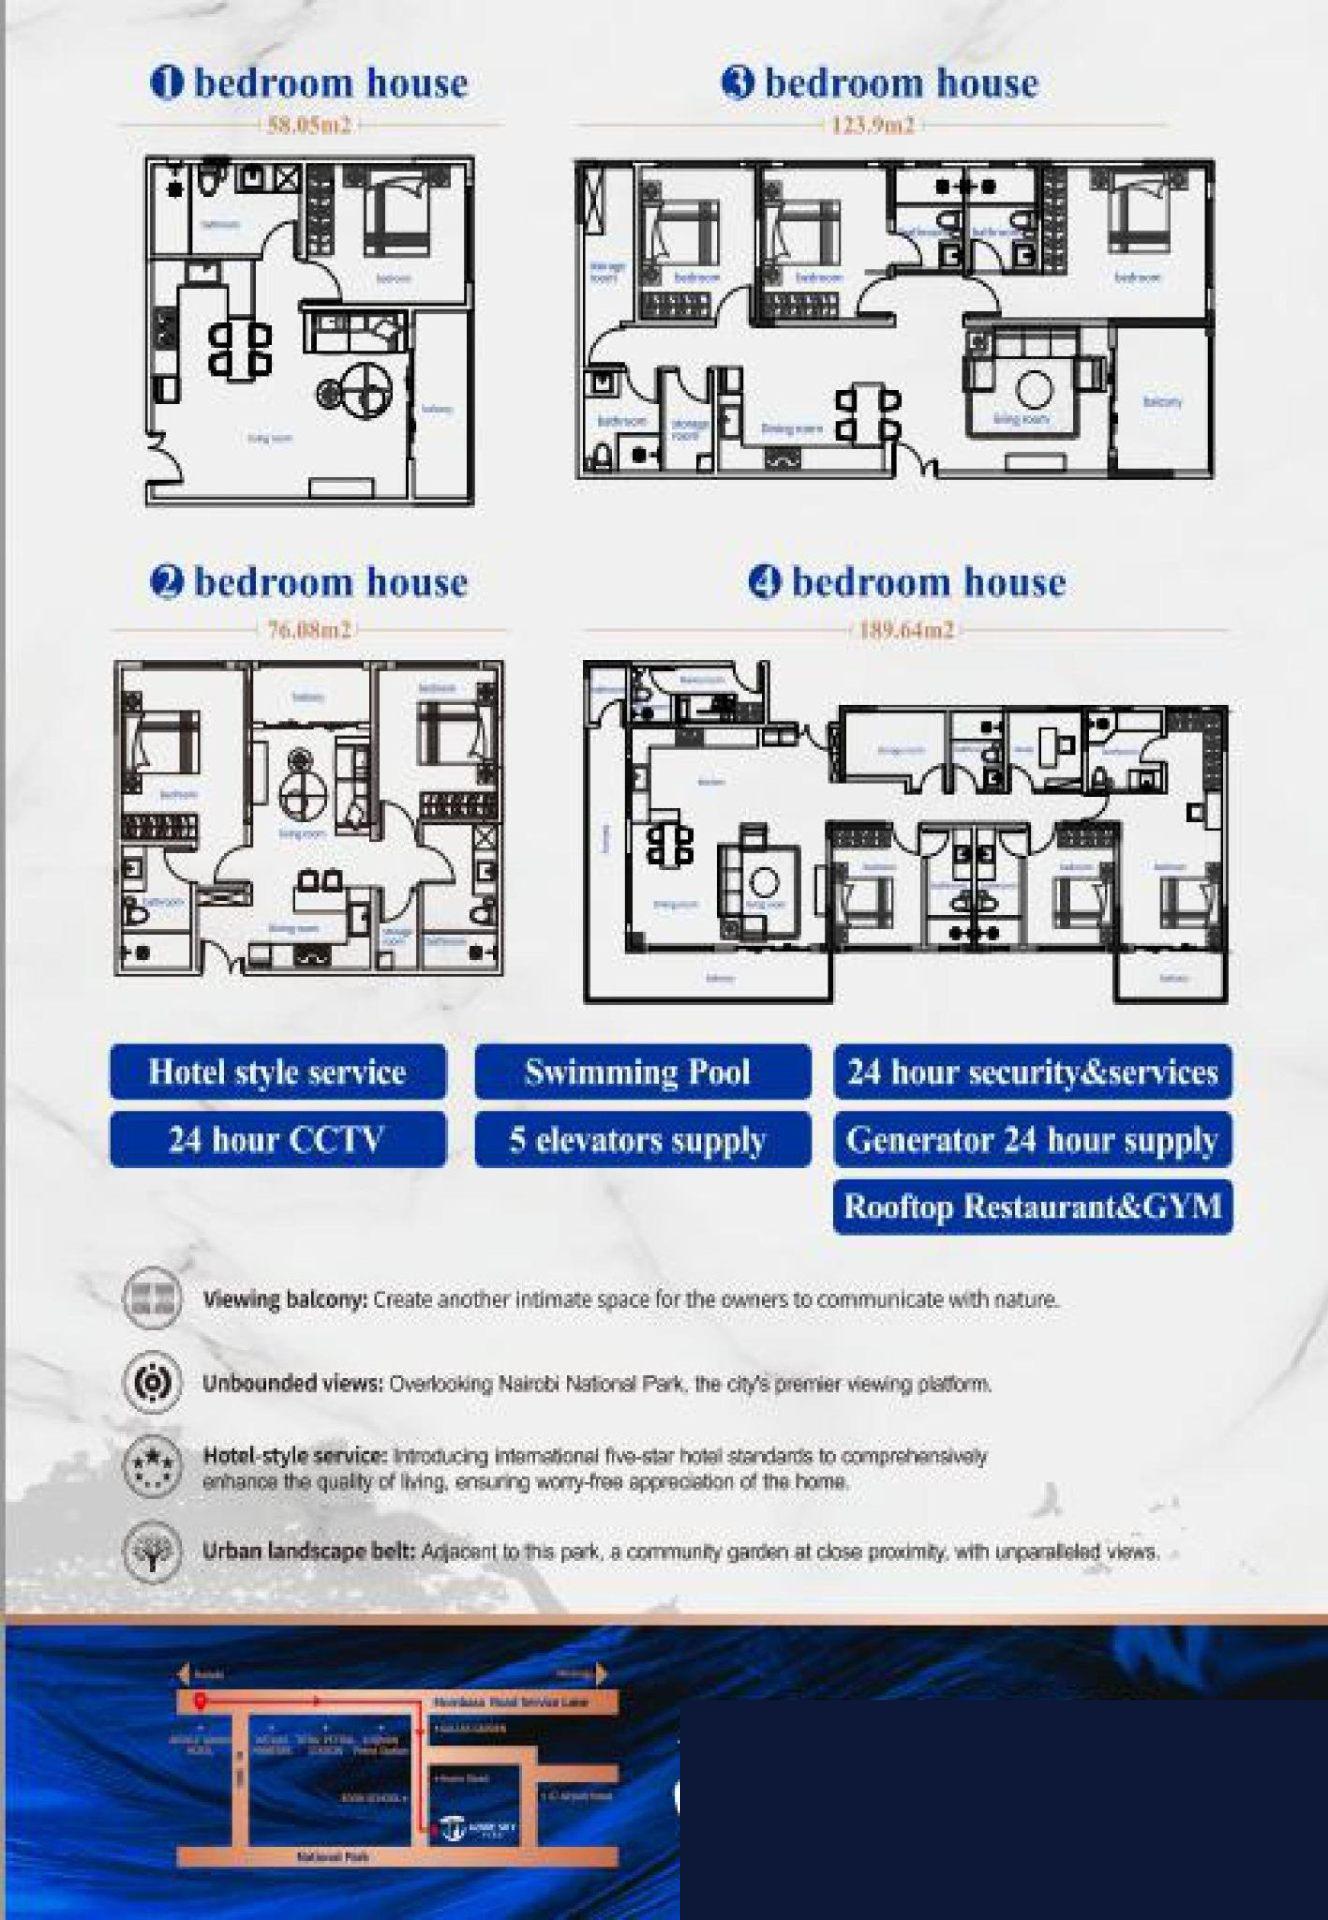 1 bedroom house
58.05m2
bathroom
bedroom
living room
balcony
3 bedroom house
123.9m2
storage
room
bedroom
bedroom
bathroom
bathroom
bedroom
Bathroom
storage
room
Dining room
living room
Balcony
2 bedroom house
76.08m2
balcony
bedroom
bedroom
living room
bathroom
Dining room
storage
room
bathroom
4 bedroom house
189.64m2
storage room
kitchen
bathroom
balcony
bedroom
bedroom
bedroom
Dining room
living room
balcony
balcony
Hotel style service
Swimming Pool
24 hour security&services
24 hour CCTV
5 elevators supply
Generator 24 hour supply
Rooftop Restaurant&GYM
Viewing balcony: Create another intimate space for the owners to communicate with nature.
Unbounded views: Overlooking Nairobi National Park, the city's premier viewing platform.
Hotel-style service: Introducing international five-star hotel standards to comprehensively
enhance the quality of living, ensuring worry-free appreciation of the home.
Urban landscape belt: Adjacent to this park, a community garden at close proximity, with unparalleled views.
Mombasa Road Service Lane
National Park